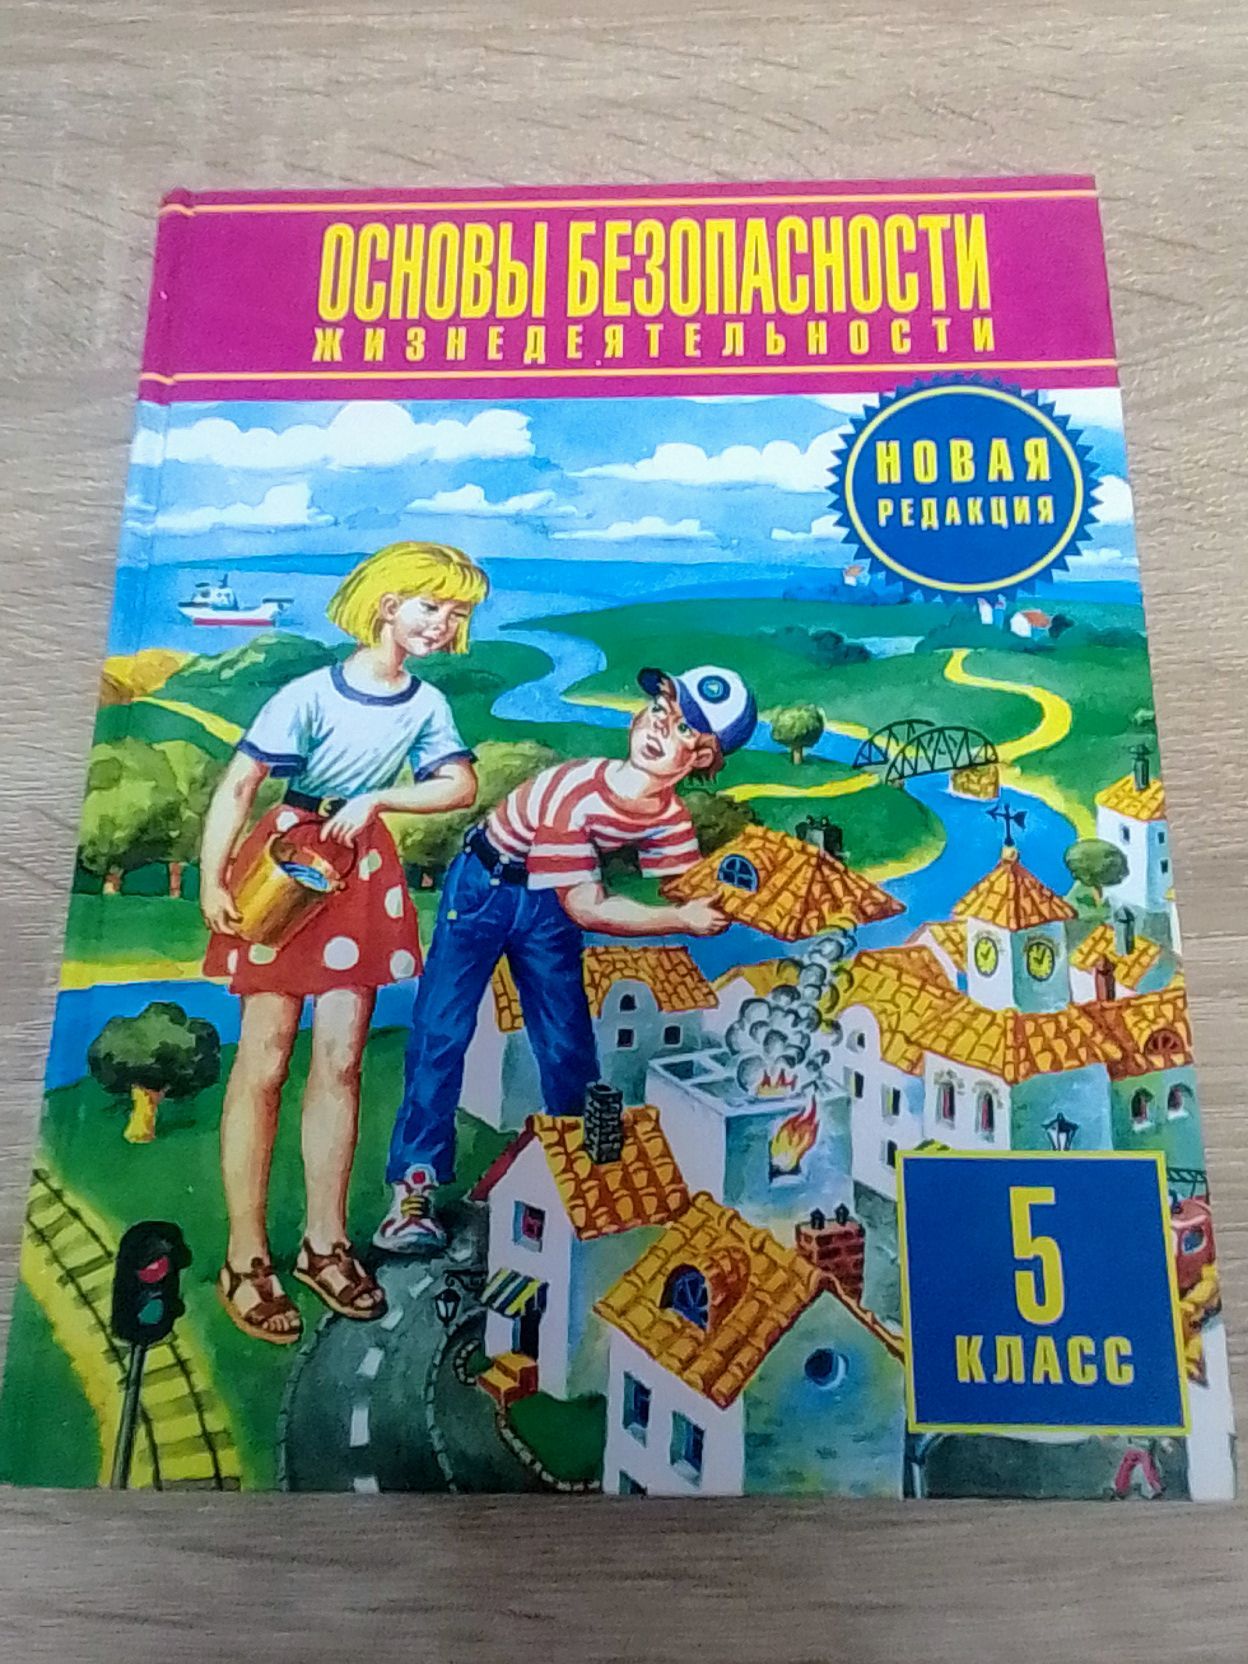 ОСНОВЫ БЕЗОПАСНОСТИ
ЖИЗНЕДЕЯТЕЛЬНОСТИ
НОВАЯ
РЕДАКЦИЯ
5
КЛАСС